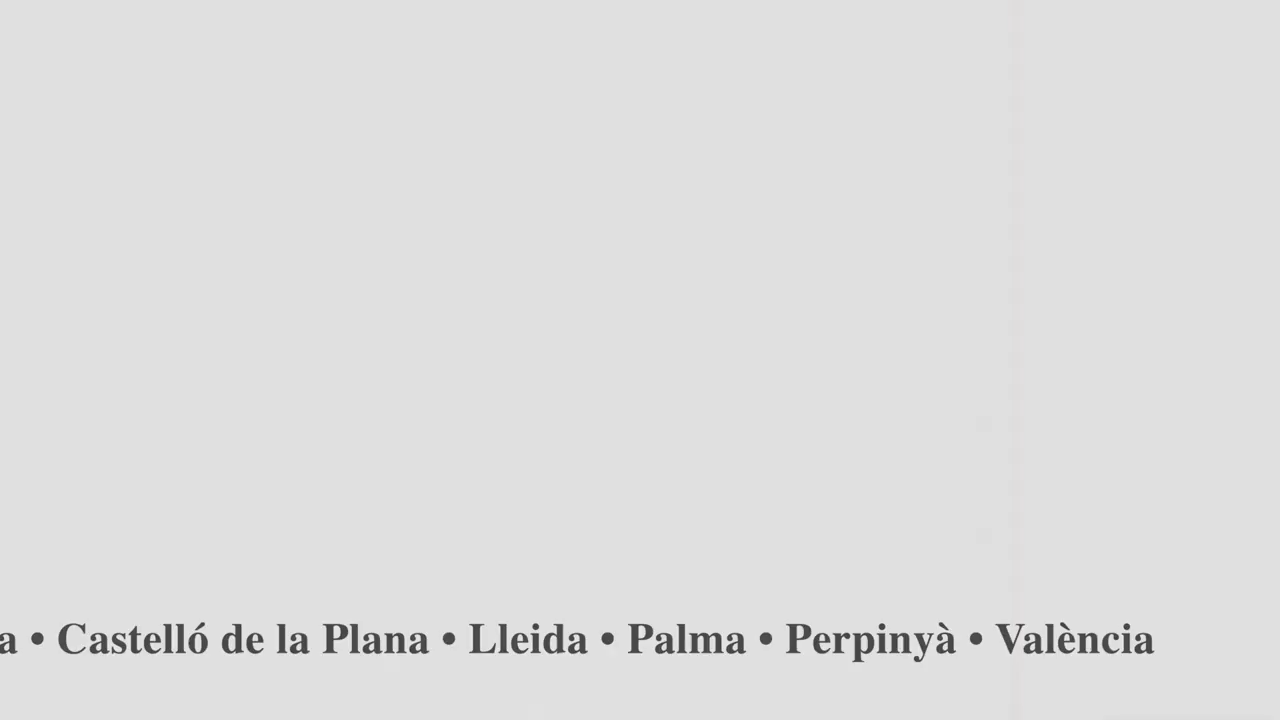 a • Castelló de la Plana • Lleida • Palma • Perpinyà • València